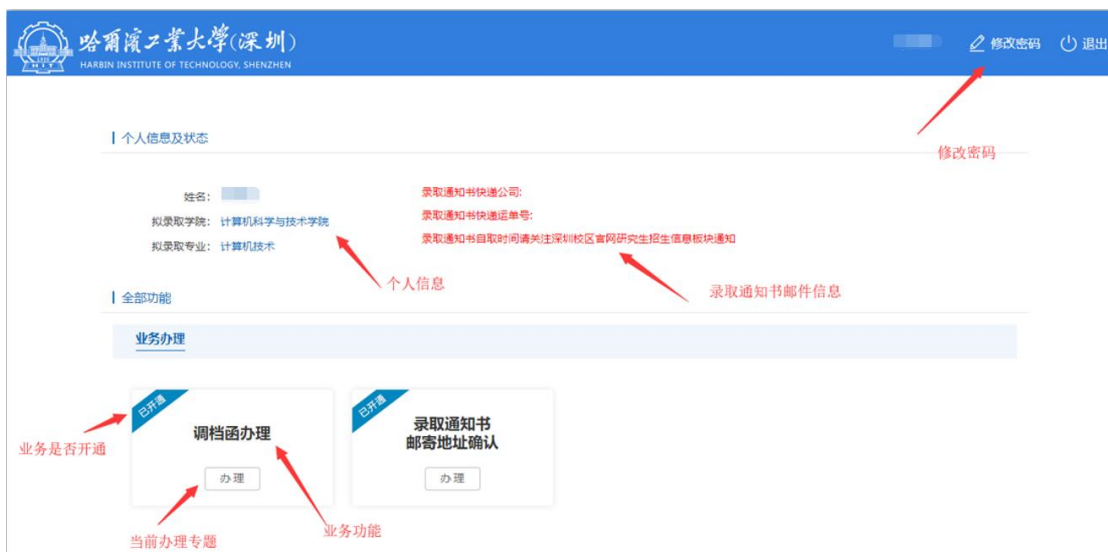 哈爾濱工業大學(深圳)
HARBIN INSTITUTE OF TECHNOLOGY, SHENZHEN
修改密码 退出
修改密码
个人信息及状态
姓名:
录取通知书快递公司:
拟录取学院: 计算机科学与技术学院
录取通知书快递运单号:
拟录取专业: 计算机技术
录取通知书自取时间请关注深圳校区官网研究生招生信息板块通知
个人信息
录取通知书邮件信息
全部功能
业务办理
已开通
调档函办理
办理
已开通
录取通知书
邮寄地址确认
办理
业务是否开通
当前办理专题
业务功能